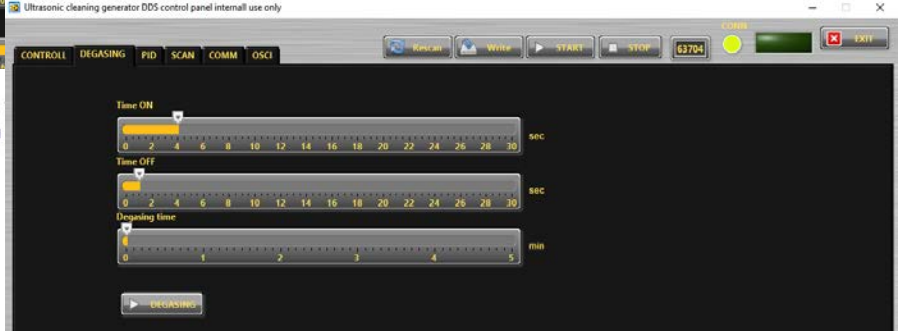 Ultrasonic cleaning generator DDS control panel internall use only
CONTROLL DEGASING PID SCAN COMM OSCI
Rescan Write START STOP 63704 CONN EXIT
Time ON
0 2 4 6 8 10 12 14 16 18 20 22 24 26 28 30 sec
Time OFF
0 2 4 6 8 10 12 14 16 18 20 22 24 26 28 30 sec
Degasing time
0 1 2 3 4 5 min
DEGASING